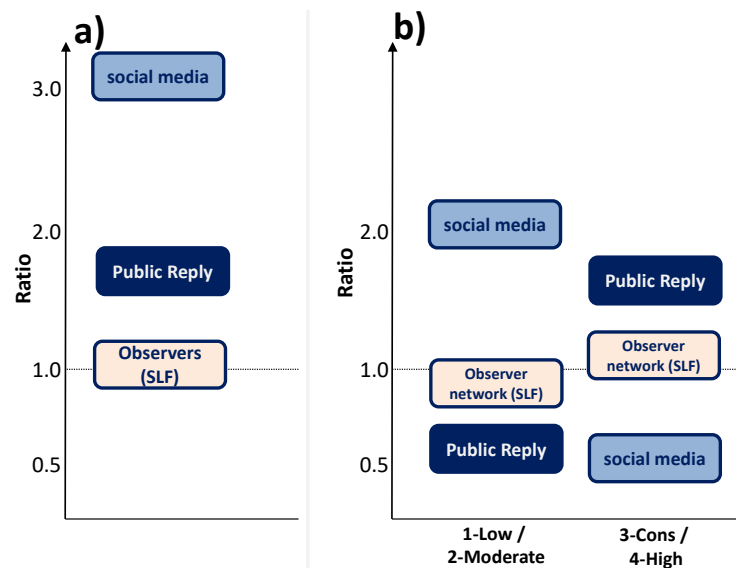 a)
3.0
2.0
1.0
0.5
Ratio
social media
Public Reply
Observers
(SLF)
b)
2.0
1.0
0.5
Ratio
social media
Observer
network (SLF)
Public Reply
Public Reply
Observer
network (SLF)
social media
1-Low /
2-Moderate
3-Cons /
4-High